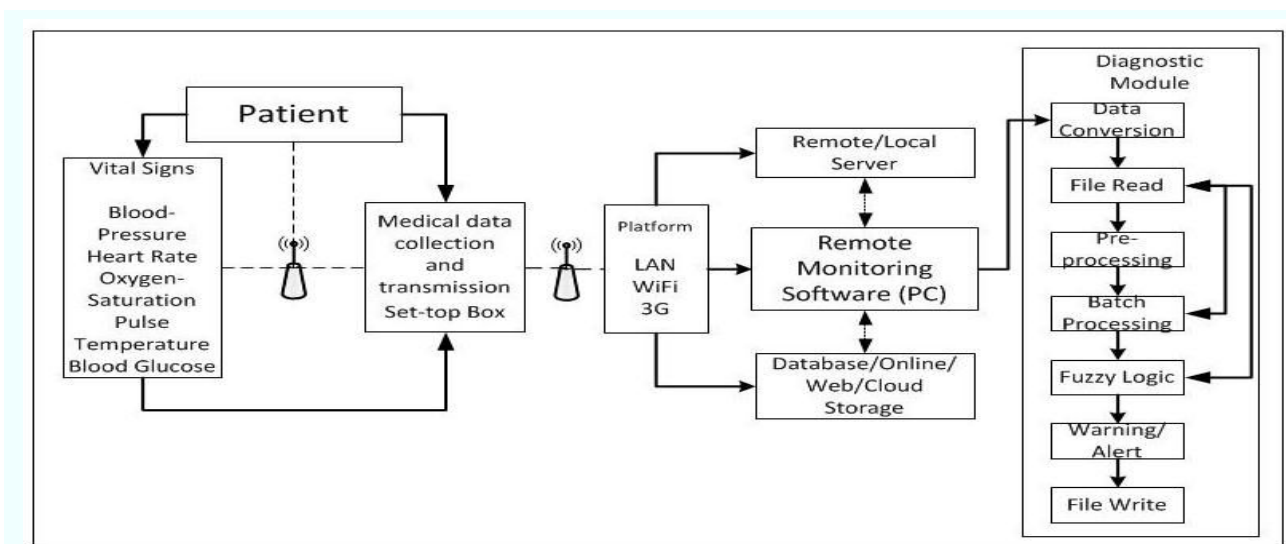 Patient
Vital Signs
Blood-
Pressure
Heart Rate
Oxygen-
Saturation
Pulse
Temperature
Blood Glucose
Medical data
collection
and
transmission
Set-top Box
Platform
LAN
WiFi
3G
Remote/Local
Server
Remote
Monitoring
Software (PC)
Database/Online/
Web/Cloud
Storage
Diagnostic
Module
Data
Conversion
File Read
Pre-
processing
Batch
Processing
Fuzzy Logic
Warning/
Alert
File Write